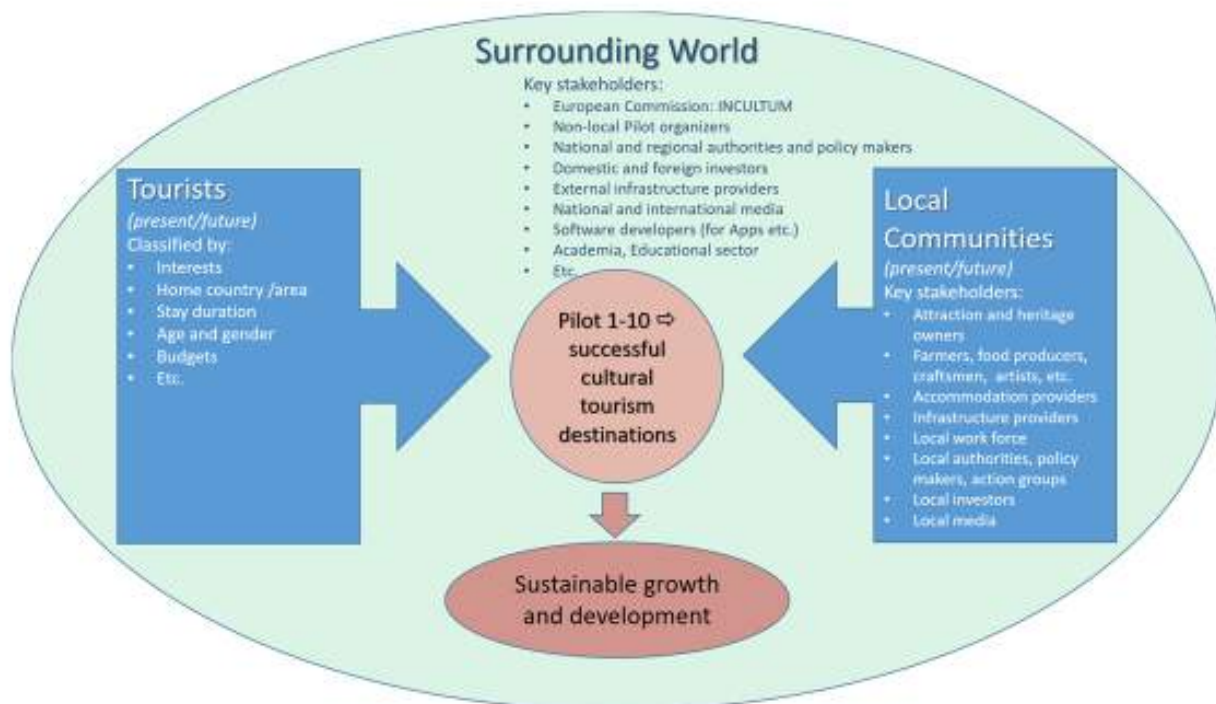 Surrounding World
Key stakeholders:
• European Commission: INCULTUM
• Non-local Pilot organizers
• National and regional authorities and policy makers
• Domestic and foreign investors
• External infrastructure providers
• National and international media
• Software developers (for Apps etc.)
• Academia, Educational sector
• Etc.
Tourists
(present/future)
Classified by:
• Interests
• Home country /area
• Stay duration
• Age and gender
• Budgets
• Etc.
Pilot 1-10 ⇨
successful
cultural
tourism
destinations
Local
Communities
(present/future)
Key stakeholders:
• Attraction and heritage
owners
• Farmers, food producers,
craftsmen, artists, etc.
• Accommodation providers
• Infrastructure providers
• Local work force
• Local authorities, policy
makers, action groups
• Local investors
• Local media
Sustainable growth
and development